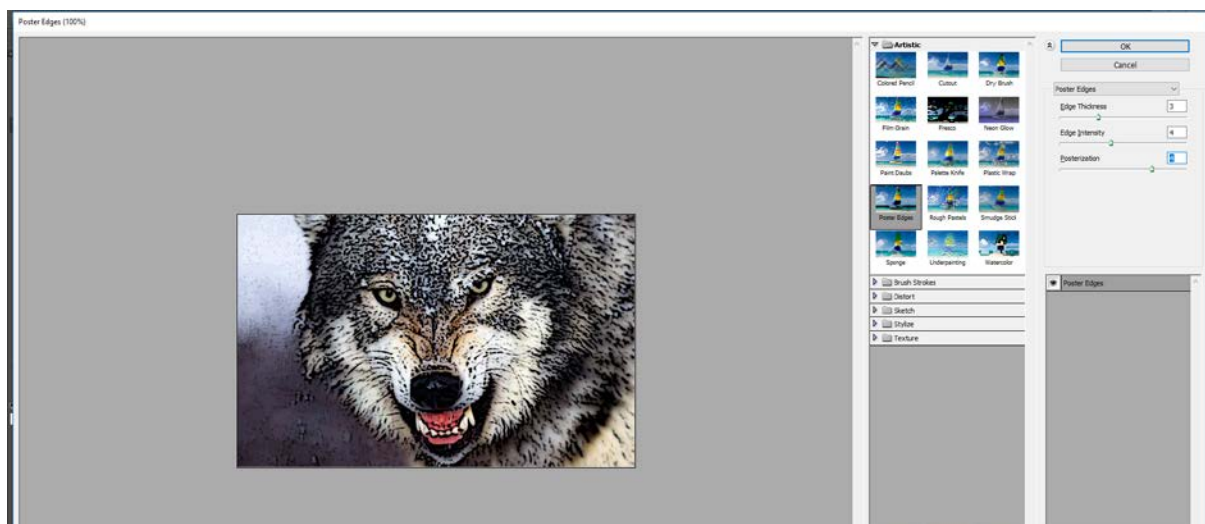 Poster Edges (100%)
Artistic
Colored Pencil
Cutout
Dry Brush
Film Grain
Fresco
Neon Glow
Paint Daubs
Palette Knife
Plastic Wrap
Poster Edges
Rough Pastels
Smudge Stick
Sponge
Underpainting
Watercolor
Brush Strokes
Distort
Sketch
Stylize
Texture
OK
Cancel
Poster Edges
Edge Thickness 3
Edge Intensity 4
Posterization
Poster Edges